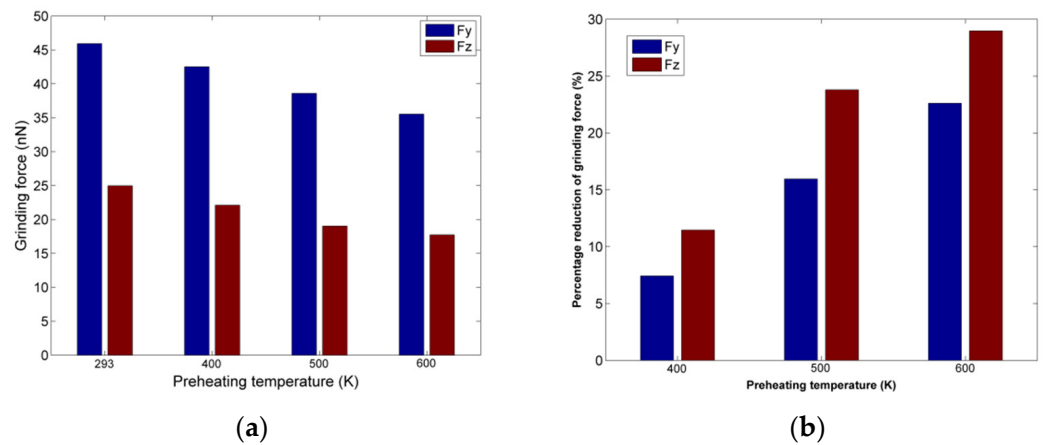 50
45
40
35
30
25
20
15
10
5
0
Grinding force (nN)
Fy
Fz
293 400 500 600
Preheating temperature (K)
(a)
30
25
20
15
10
5
0
Percentage reduction of grinding force (%)
Fy
Fz
400 500 600
Preheating temperature (K)
(b)